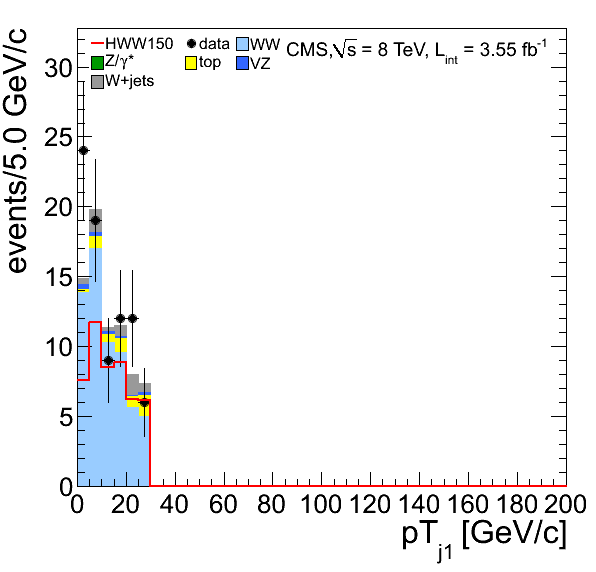 HWW150 data WW CMS,√s = 8 TeV, L_int = 3.55 fb⁻¹
Z/γ* top VZ
W+jets
events/5.0 GeV/c
30
25
20
15
10
5
0
0 20 40 60 80 100 120 140 160 180 200
pT_j1 [GeV/c]